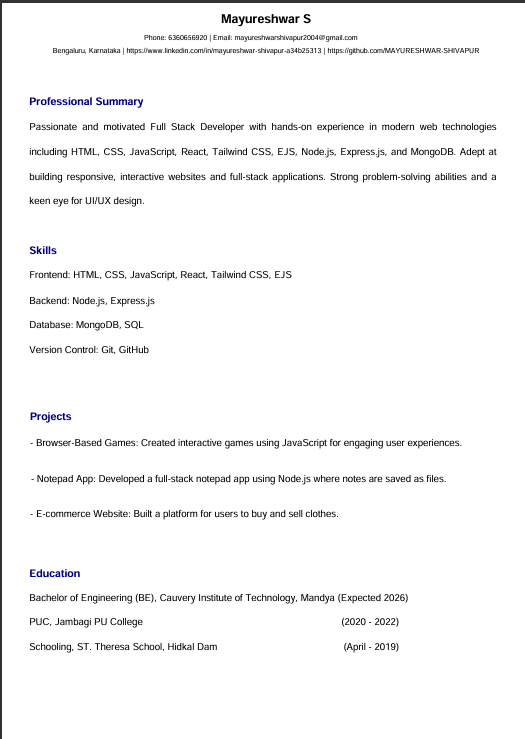 Mayureshwar S
Phone: 6360656920 | Email: mayureshwarshivapur2004@gmail.com
Bengaluru, Karnataka | https://www.linkedin.com/in/mayureshwar-shivapur-a34b25313 | https://github.com/MAYURESHWAR-SHIVAPUR
Professional Summary
Passionate and motivated Full Stack Developer with hands-on experience in modern web technologies
including HTML, CSS, JavaScript, React, Tailwind CSS, EJS, Node.js, Express.js, and MongoDB. Adept at
building responsive, interactive websites and full-stack applications. Strong problem-solving abilities and a
keen eye for UI/UX design.
Skills
Frontend: HTML, CSS, JavaScript, React, Tailwind CSS, EJS
Backend: Node.js, Express.js
Database: MongoDB, SQL
Version Control: Git, GitHub
Projects
- Browser-Based Games: Created interactive games using JavaScript for engaging user experiences.
- Notepad App: Developed a full-stack notepad app using Node.js where notes are saved as files.
- E-commerce Website: Built a platform for users to buy and sell clothes.
Education
Bachelor of Engineering (BE), Cauvery Institute of Technology, Mandya (Expected 2026)
PUC, Jambagi PU College (2020 - 2022)
Schooling, ST. Theresa School, Hidkal Dam (April - 2019)